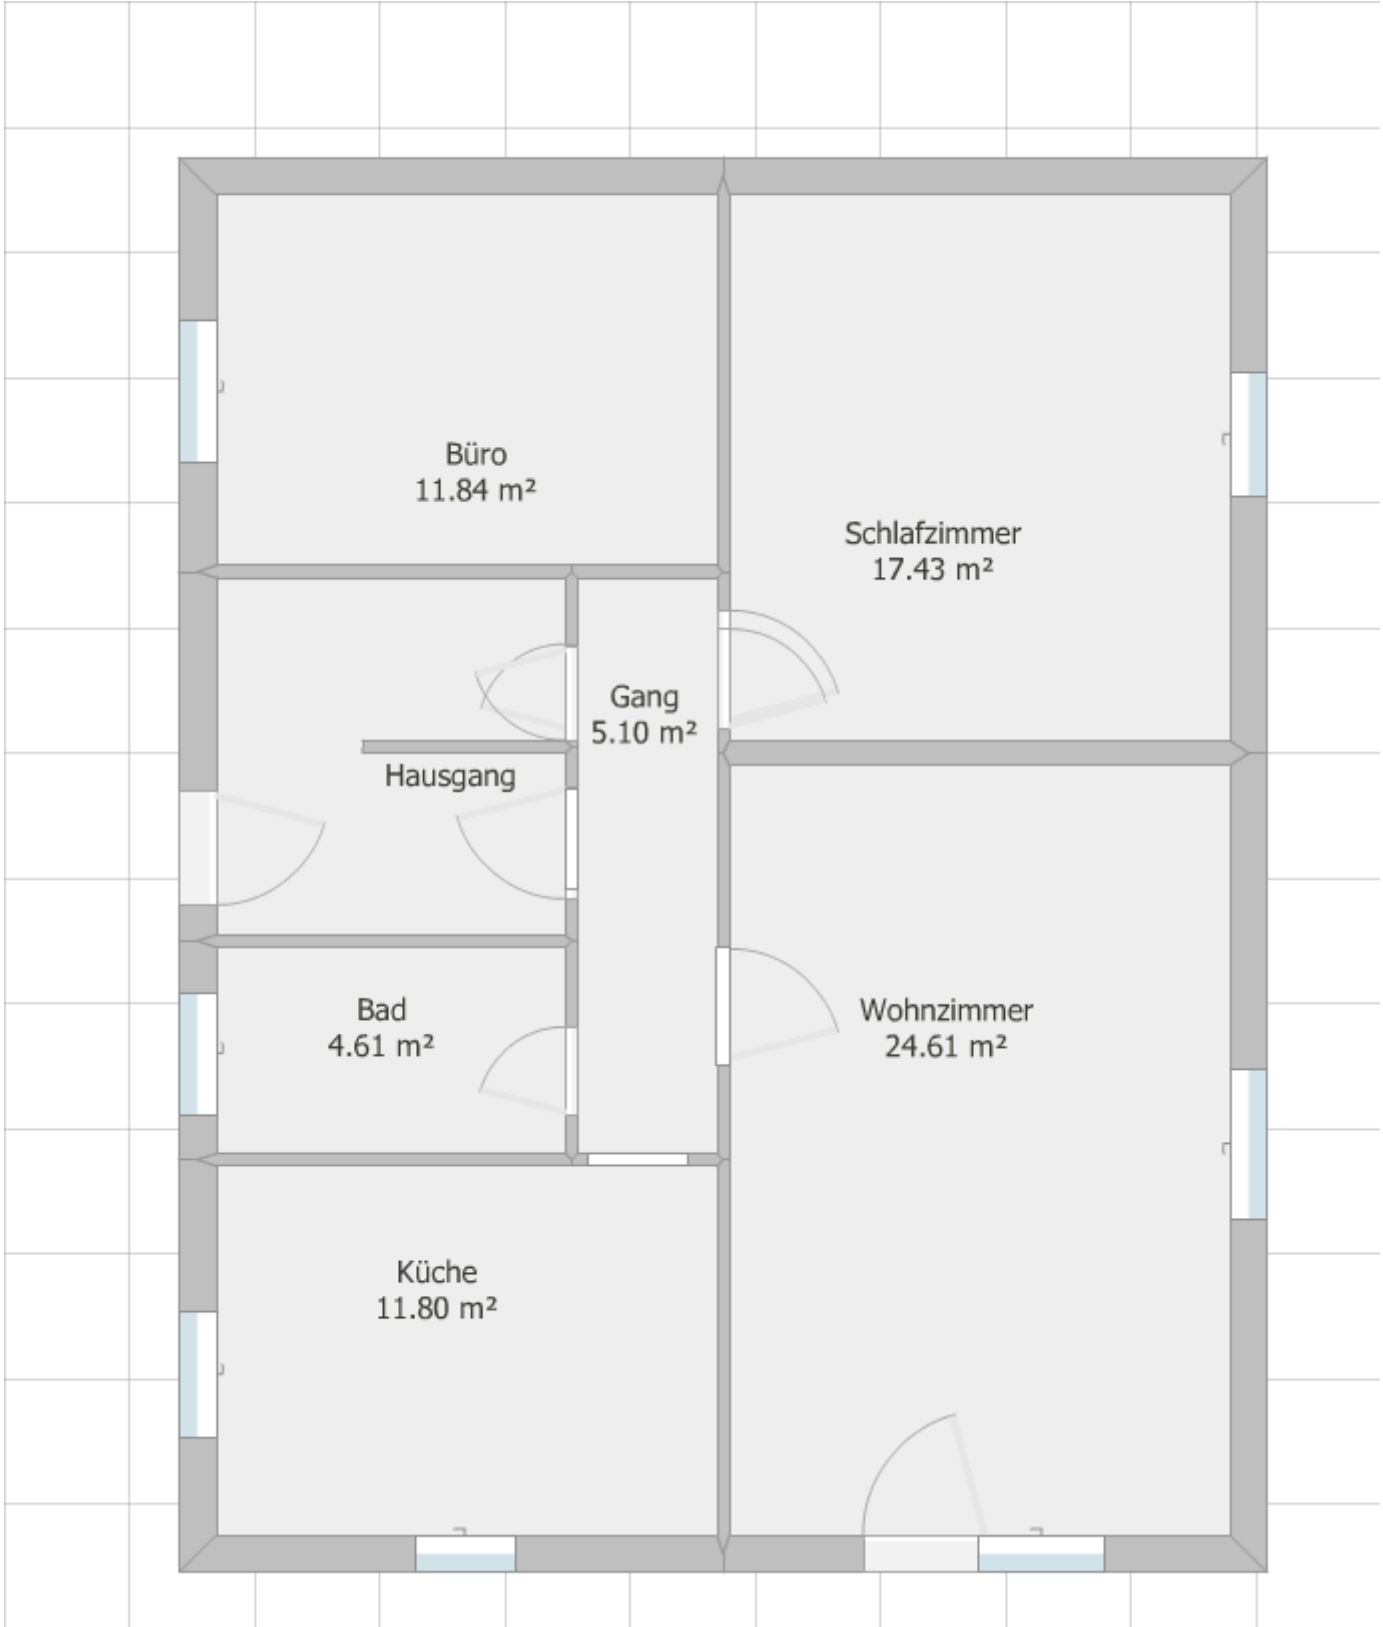 Büro
11.84 m²
Schlafzimmer
17.43 m²
Gang
5.10 m²
Hausgang
Bad
4.61 m²
Wohnzimmer
24.61 m²
Küche
11.80 m²